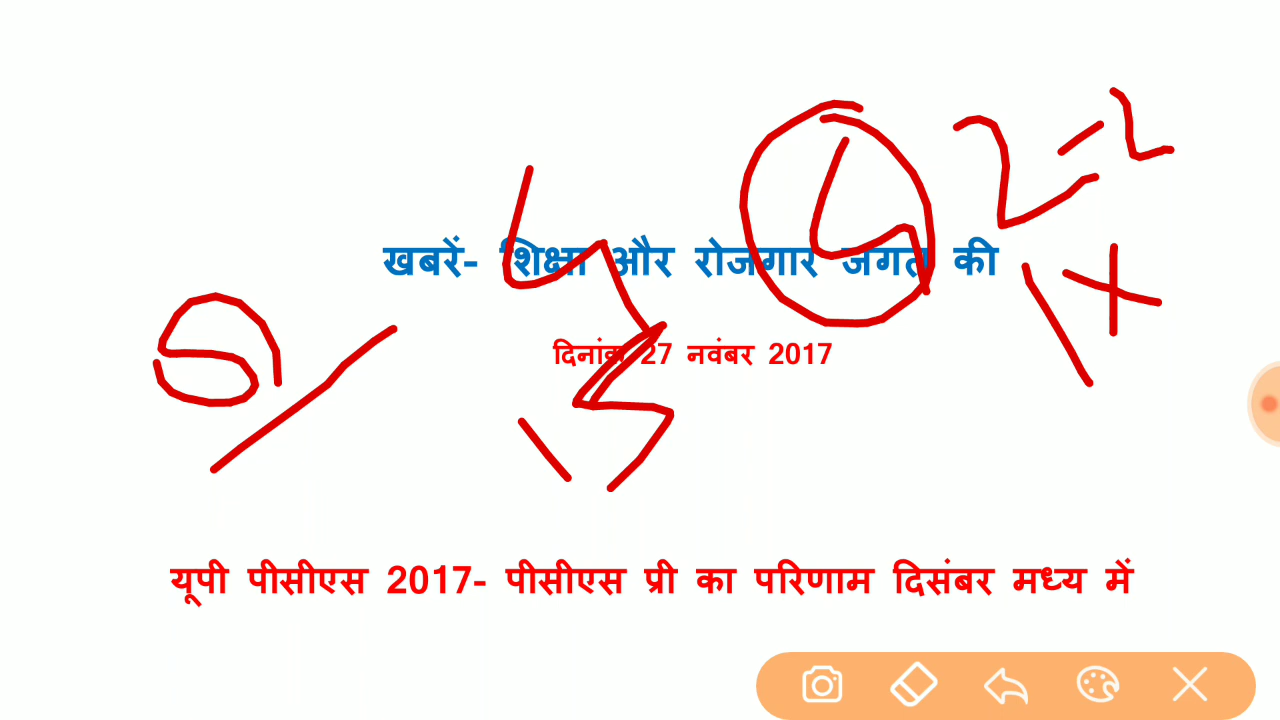 खबरें- शिक्षा और रोजगार जगत की
दिनांक 27 नवंबर 2017
यूपी पीसीएस 2017- पीसीएस प्री का परिणाम दिसंबर मध्य में